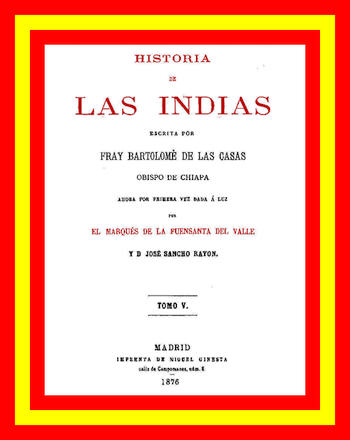 HISTORIA
DE
LAS INDIAS
ESCRITA POR
FRAY BARTOLOMÈ DE LAS CASAS
OBISPO DE CHIAPA
AHORA POR PRIMERA VEZ DADA Á LUZ
POR
EL MARQUÉS DE LA FUENSANTA DEL VALLE
Y D JOSÉ SANCHO RAYON.
TOMO V.
MADRID
IMPRENTA DE MIGUEL GINESTA
calle de Campomanes, núm. 8
1876